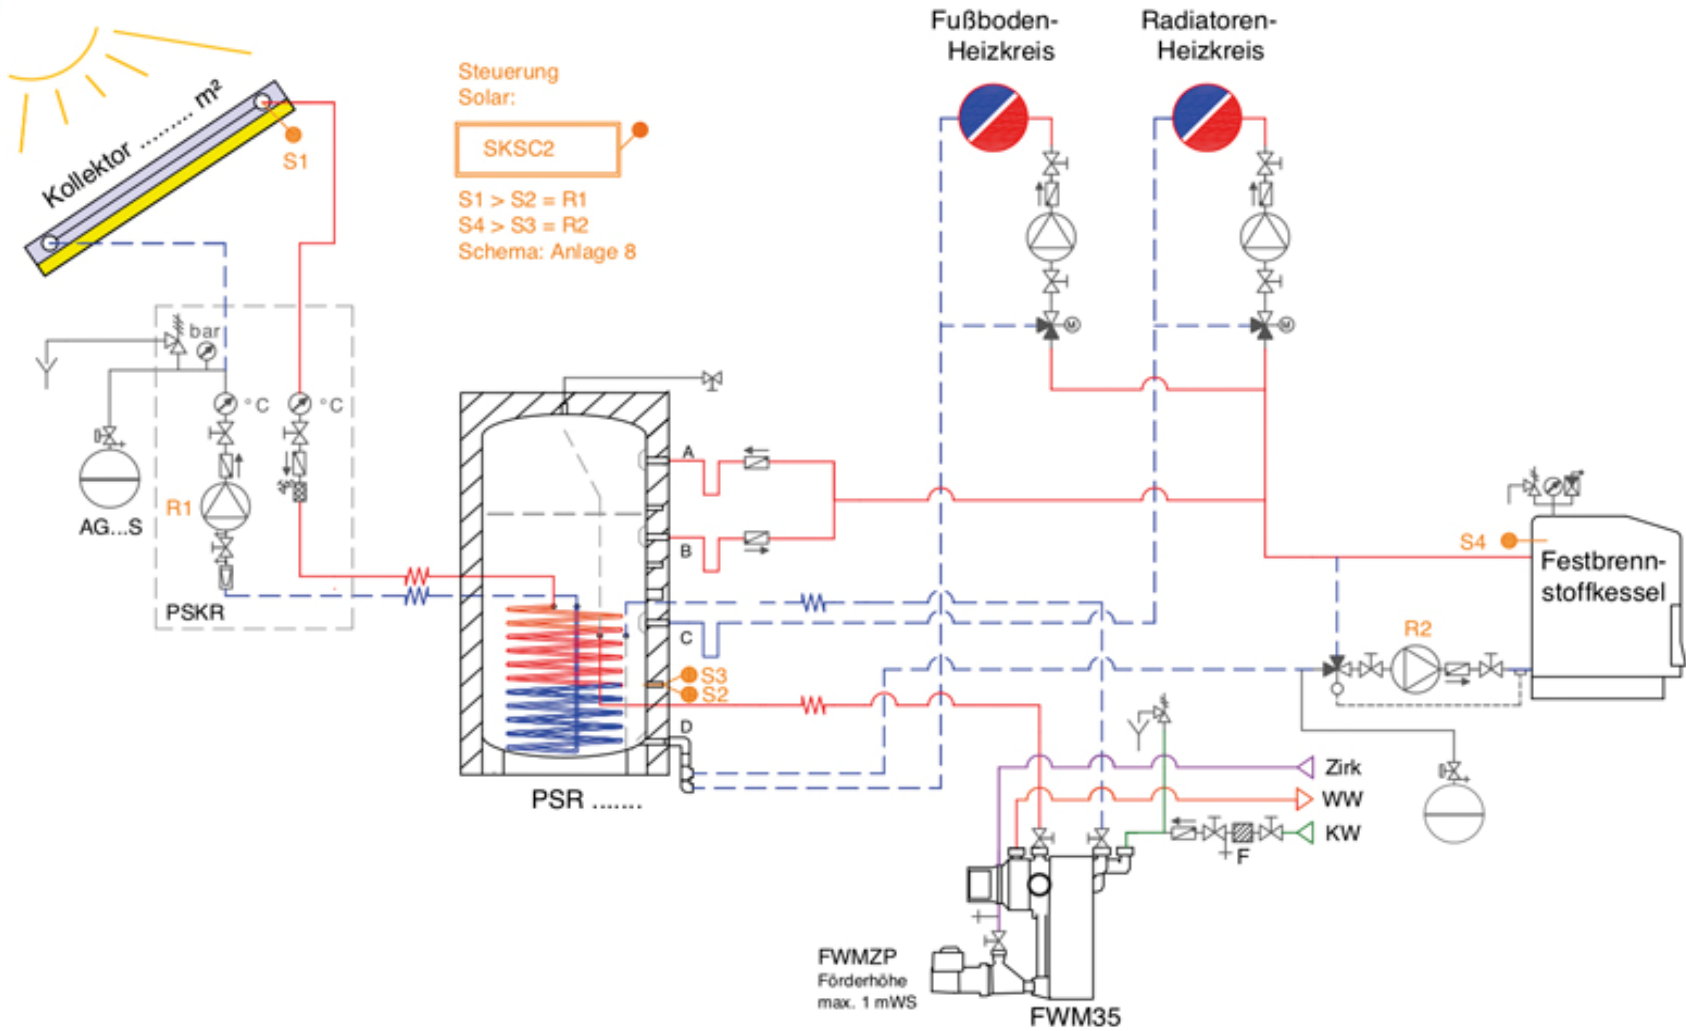 Fußboden-
Heizkreis
Radiatoren-
Heizkreis
Steuerung
Solar:
SKSC2
S1 > S2 = R1
S4 > S3 = R2
Schema: Anlage 8
Kollektor ......... m²
S1
bar
°C
°C
R1
AG...S
PSKR
A
B
C
D
S3
S2
PSR .......
M
M
S4
Festbrenn-
stoffkessel
R2
Zirk
WW
KW
F
FWMZP
Förderhöhe
max. 1 mWS
FWM35